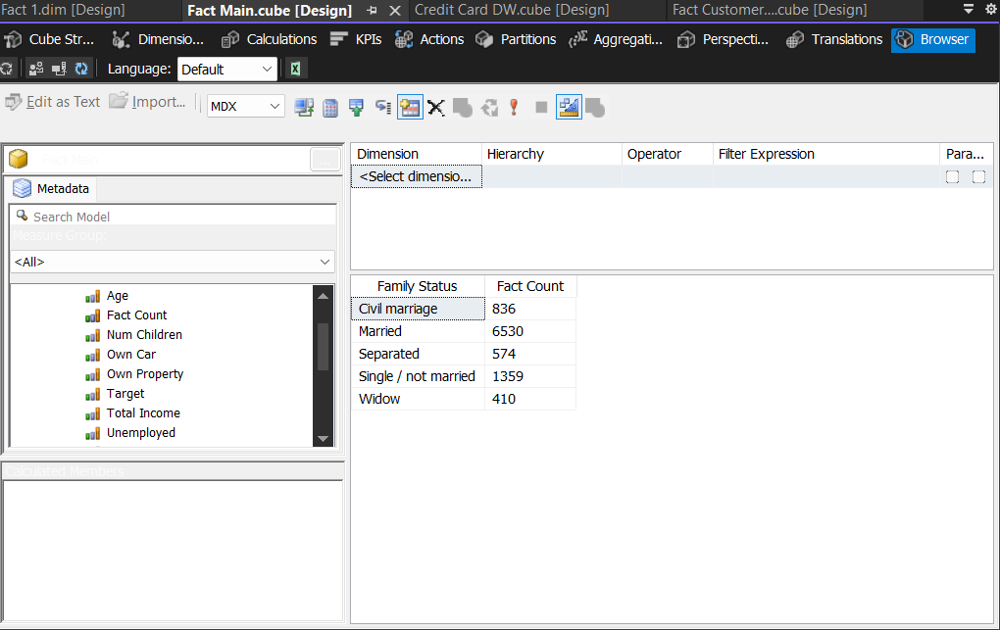 Fact 1.dim [Design] Fact Main.cube [Design] Credit Card DW.cube [Design] Fact Customer....cube [Design]
Cube Str... Dimensio... Calculations KPIs Actions Partitions Aggregati... Perspecti... Translations Browser
Language: Default
Edit as Text Import... MDX
Dimension Hierarchy Operator Filter Expression Para...
<Select dimensio...
Metadata
Search Model
Measure Group:
<All>
Age
Fact Count
Num Children
Own Car
Own Property
Target
Total Income
Unemployed
Calculated Members
Family Status Fact Count
Civil marriage 836
Married 6530
Separated 574
Single / not married 1359
Widow 410